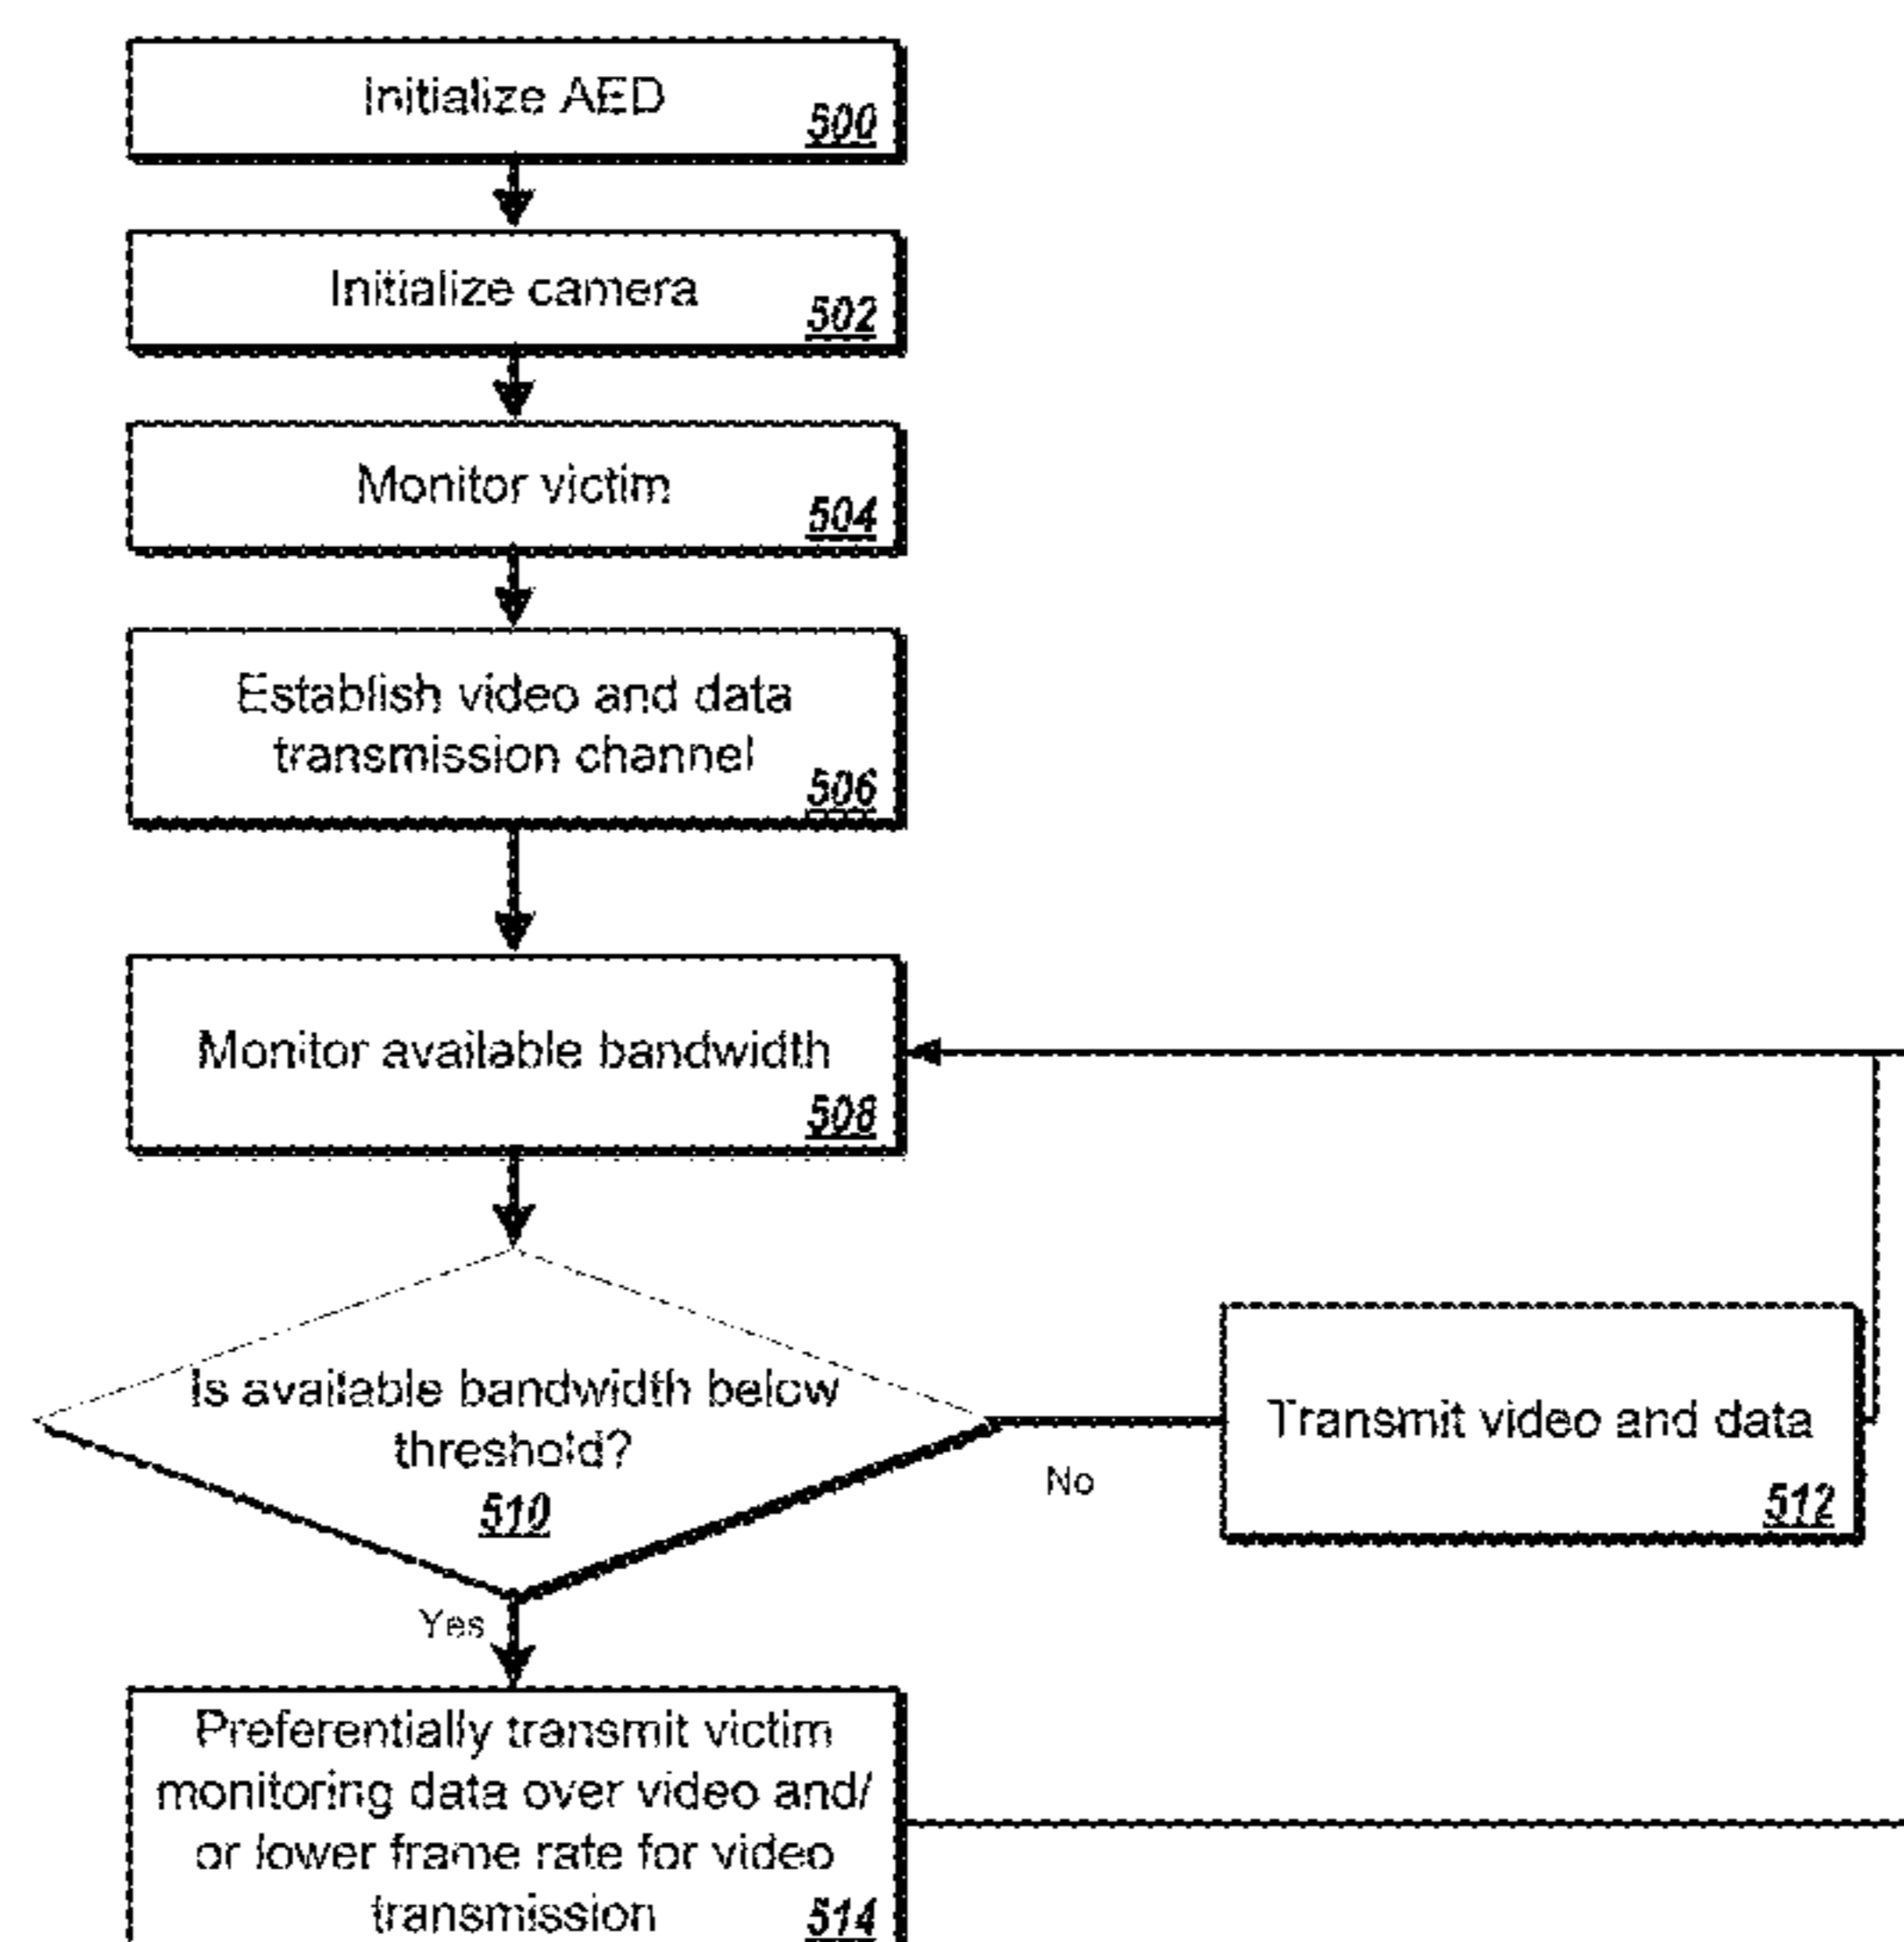 Initialize AED
500
Initialize camera
502
Monitor victim
504
Establish video and data
transmission channel
506
Monitor available bandwidth
508
Is available bandwidth below
threshold?
510
No
Transmit video and data
512
Yes
Preferentially transmit victim
monitoring data over video and/
or lower frame rate for video
transmission
514